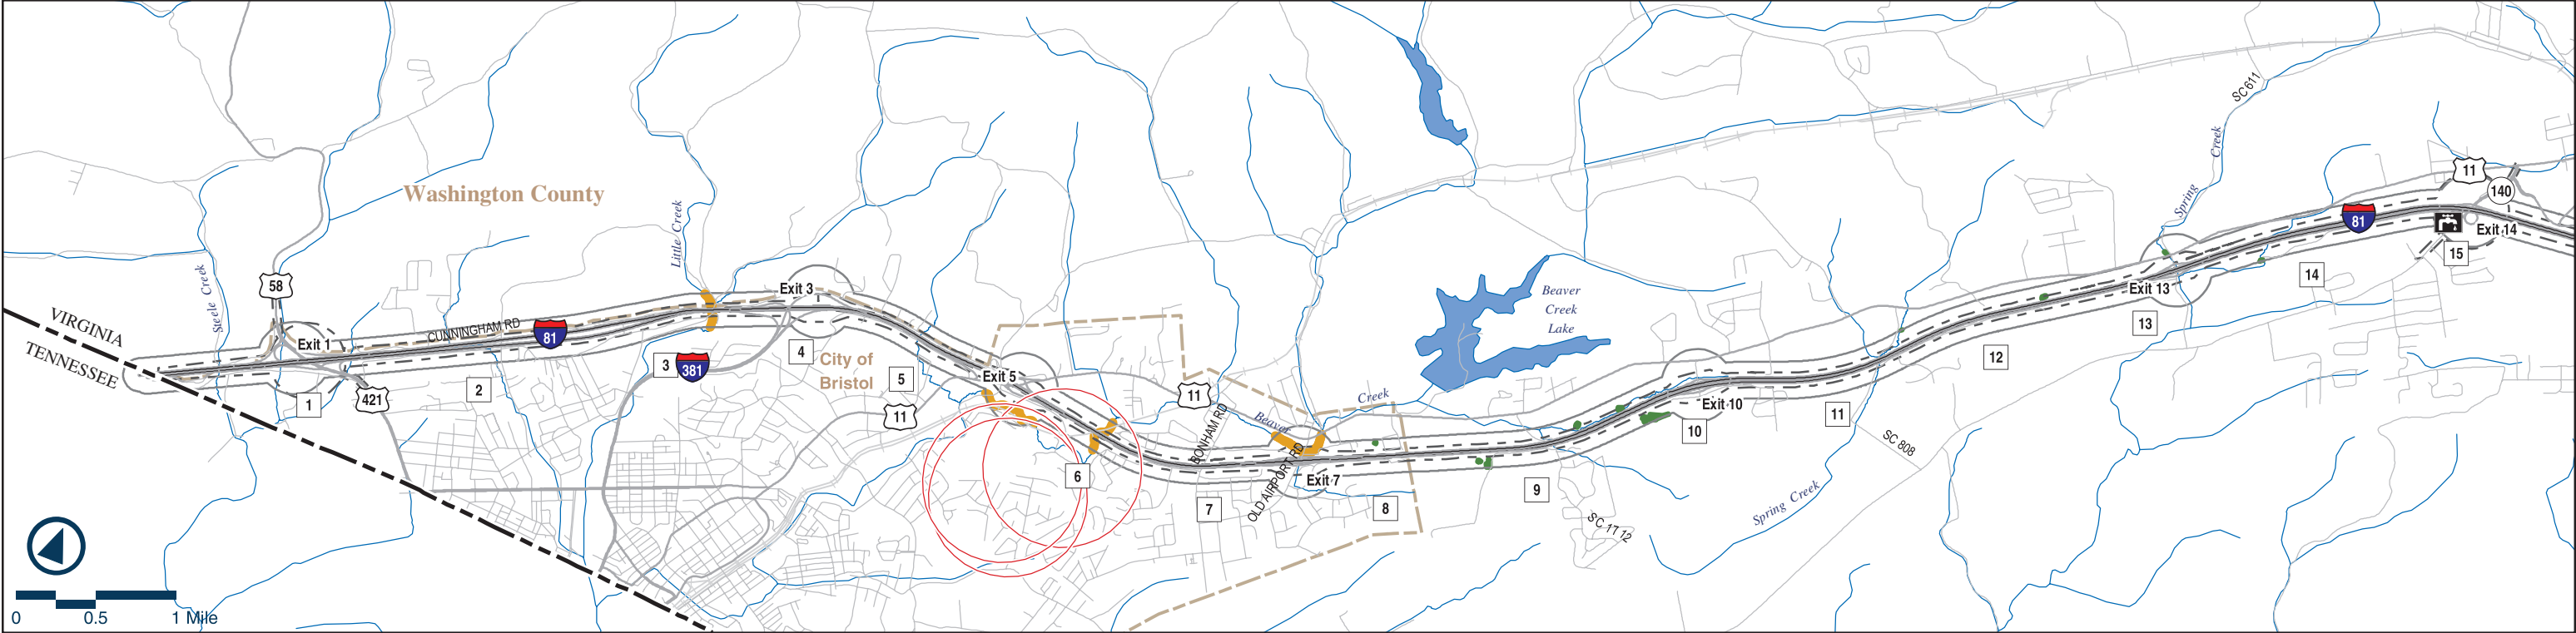 SC 611
11
140
Creek
Washington County
Spring
81
Little Creek
Exit 14
15
Steele Creek
58
14
Exit 3
Exit 13
Beaver
Creek
Lake
VIRGINIA
CUNNINGHAM RD
81
Exit 1
13
TENNESSEE
3
381
4
City of
Bristol
12
5
Exit 5
2
421
1
11
11
Creek
Beaver
BONHAM RD
Exit 10
10
11
SC 808
6
OLD AIRPORT RD
Exit 7
9
7
8
Spring Creek
SC 1712
0
0.5
1 Mile